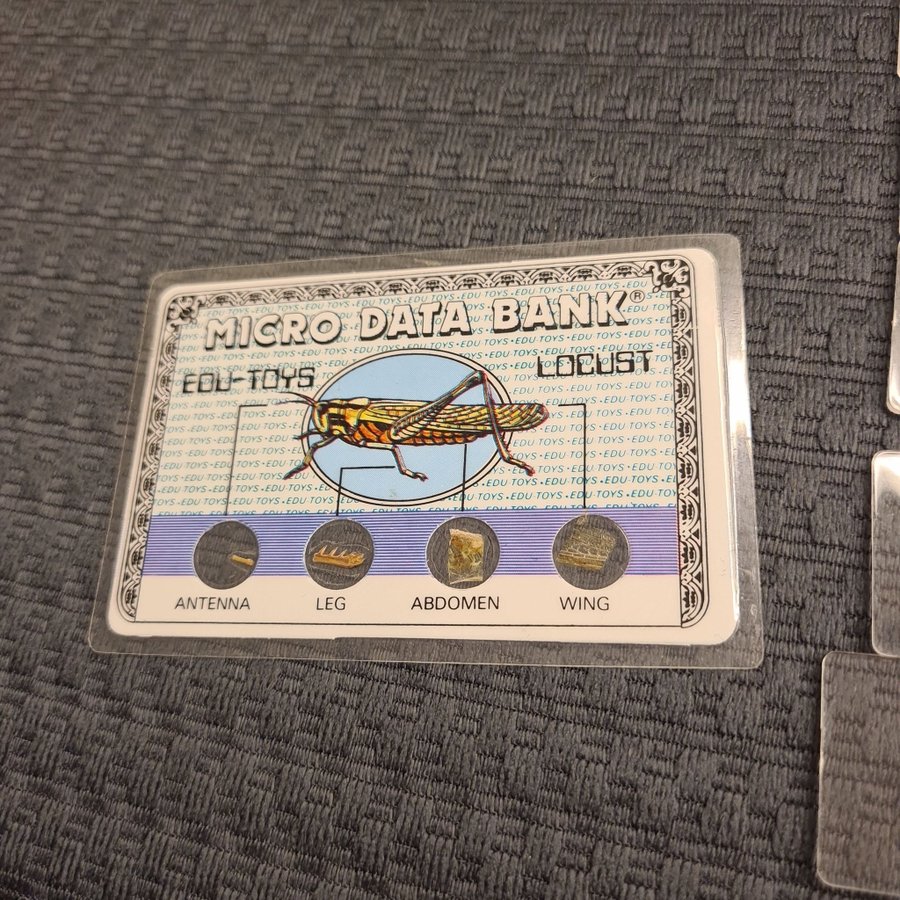 MICRO DATA BANK®
EDU-TOYS
LOCUST
ANTENNA
LEG
ABDOMEN
WING